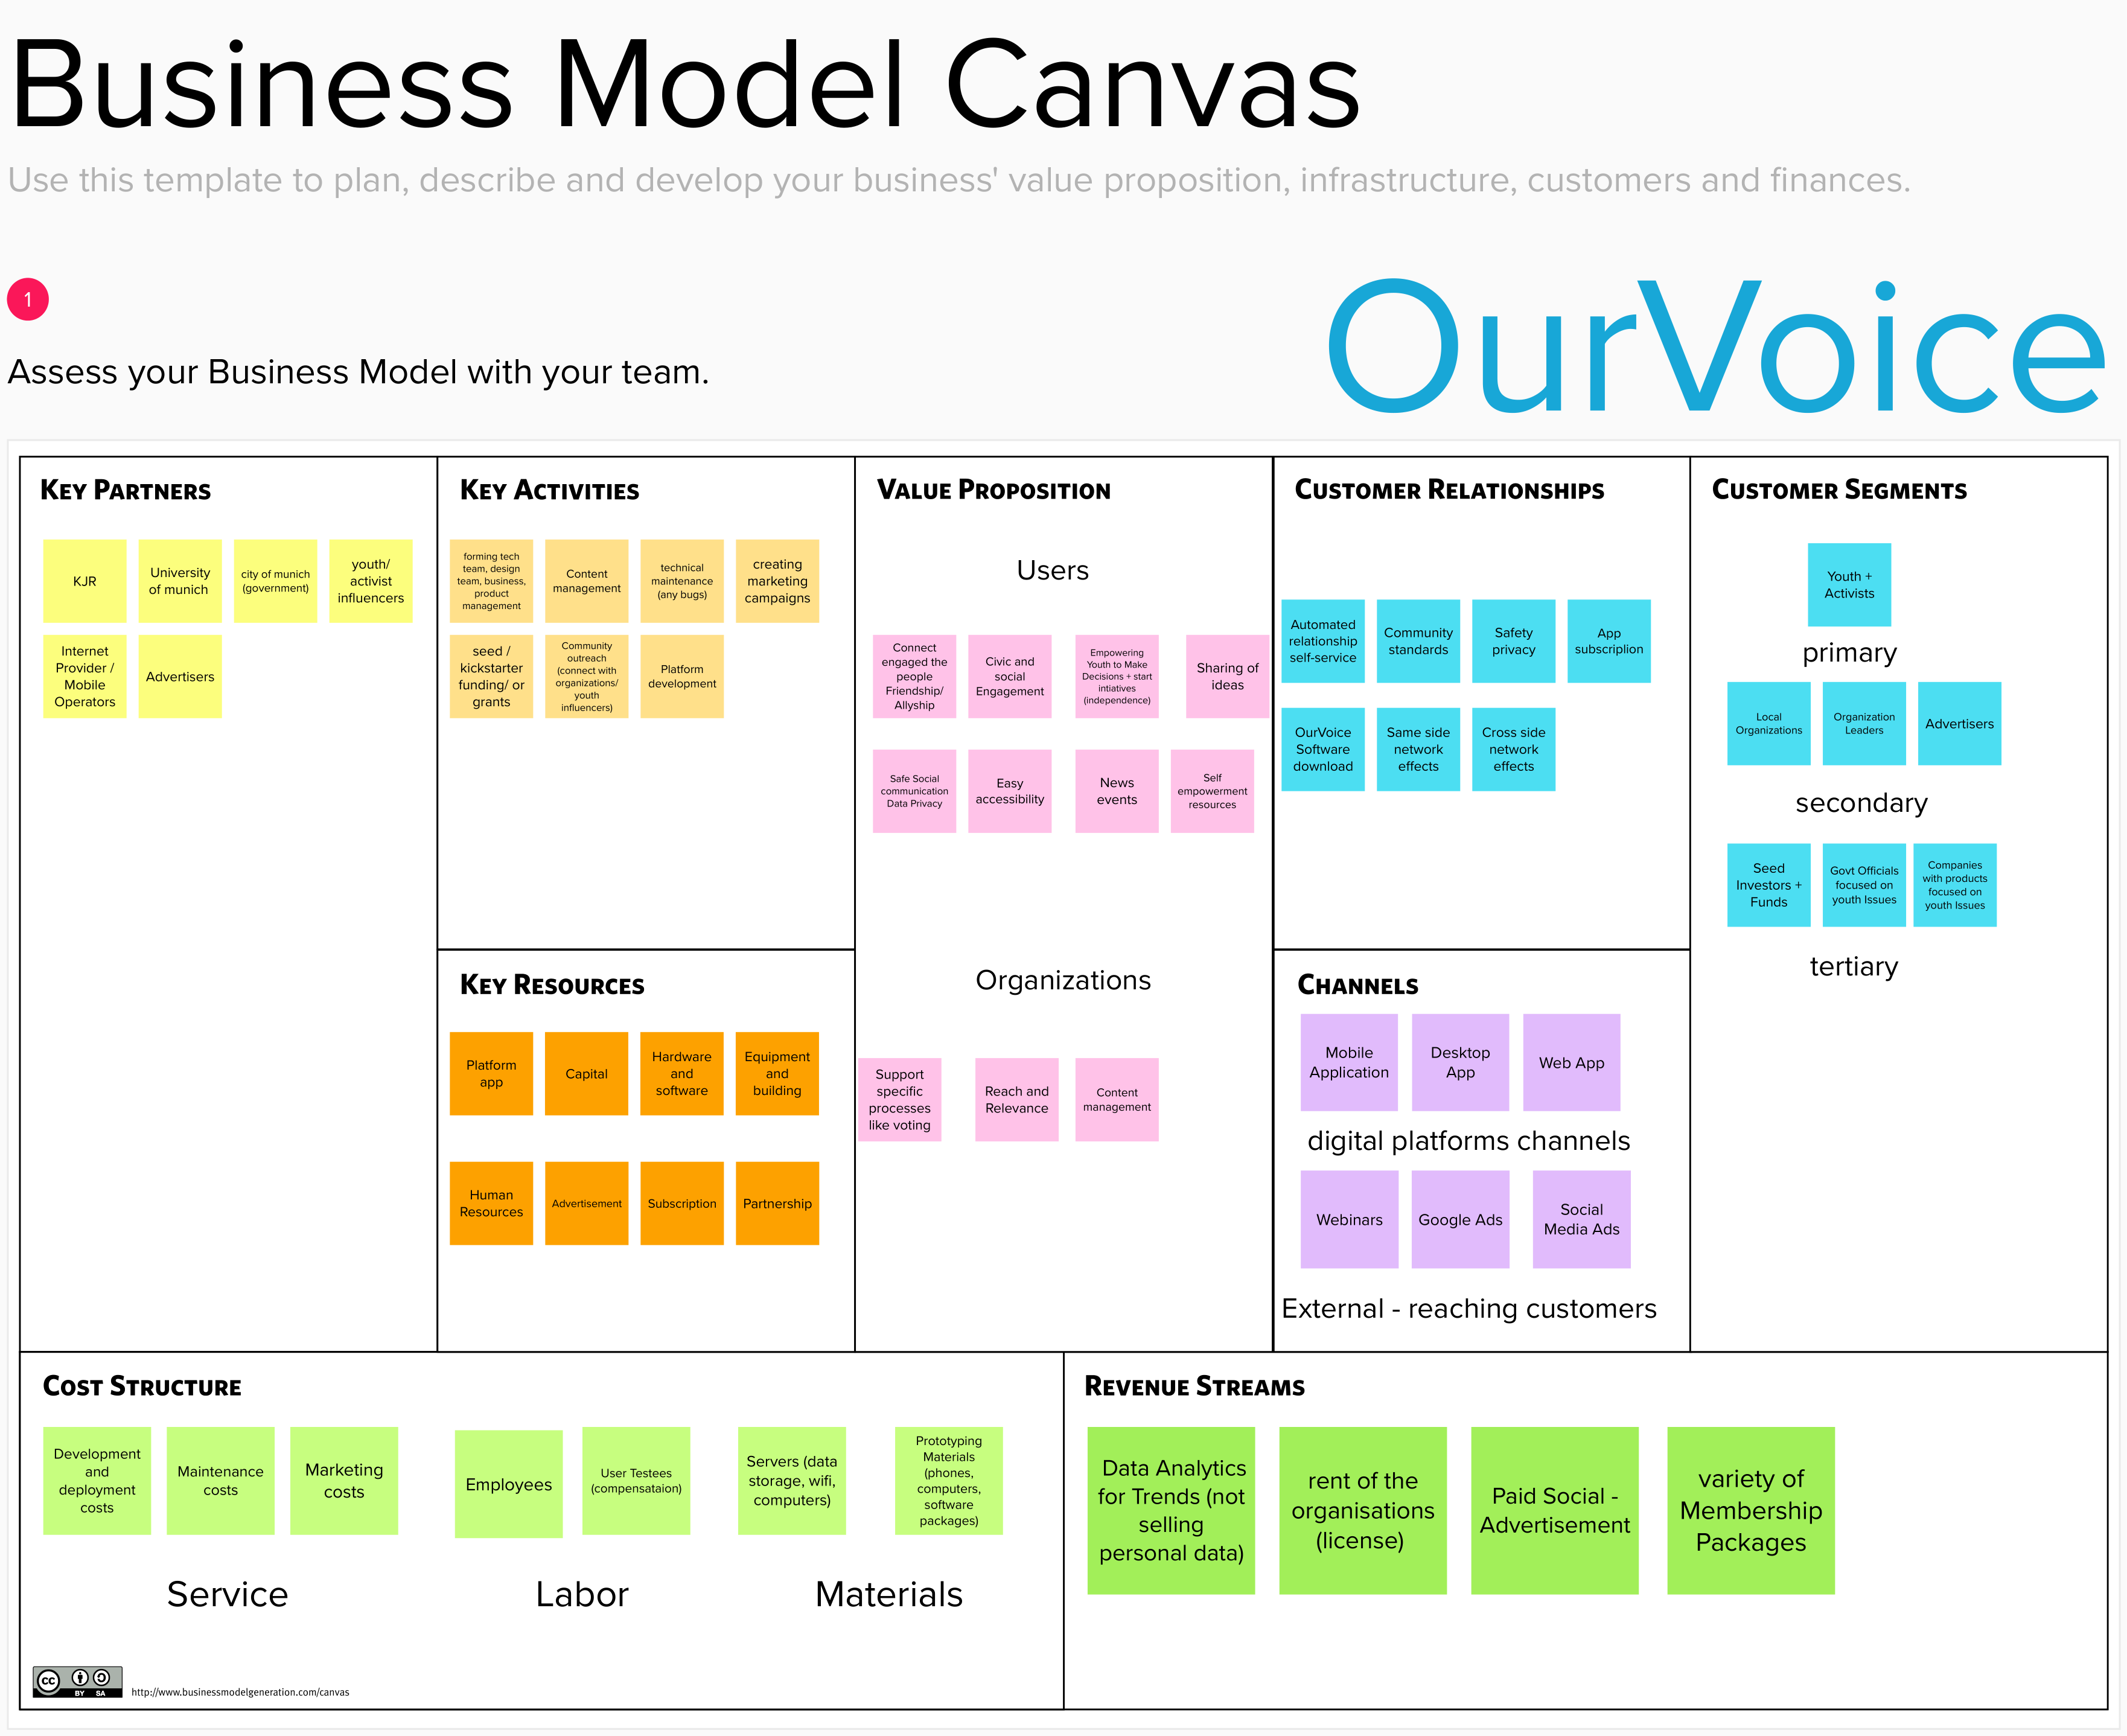 Business Model Canvas
Use this template to plan, describe and develop your business' value proposition, infrastructure, customers and finances.
1
Assess your Business Model with your team.
OurVoice
Key Partners
KJR
University
of munich
city of munich
(government)
youth/
activist
influencers
Internet
Provider /
Mobile
Operators
Advertisers
Key Activities
forming tech
team, design
team, business,
product
management
Content
management
technical
maintenance
(any bugs)
creating
marketing
campaigns
seed /
kickstarter
funding/ or
grants
Community
outreach
(connect with
organizations/
youth
influencers)
Platform
development
Key Resources
Platform
app
Capital
Hardware
and
software
Equipment
and
building
Human
Resources
Advertisement
Subscription
Partnership
Value Proposition
Users
Connect
engaged the
people
Friendship/
Allyship
Civic and
social
Engagement
Empowering
Youth to Make
Decisions + start
intiatives
(independence)
Sharing of
ideas
Safe Social
communication
Data Privacy
Easy
accessibility
News
events
Self
empowerment
resources
Organizations
Support
specific
processes
like voting
Reach and
Relevance
Content
management
Customer Relationships
Automated
relationship
self-service
Community
standards
Safety
privacy
App
subscriplion
OurVoice
Software
download
Same side
network
effects
Cross side
network
effects
Channels
Mobile
Application
Desktop
App
Web App
digital platforms channels
Webinars
Google Ads
Social
Media Ads
External - reaching customers
Customer Segments
Youth +
Activists
primary
Local
Organizations
Organization
Leaders
Advertisers
secondary
Seed
Investors +
Funds
Govt Officials
focused on
youth Issues
Companies
with products
focused on
youth Issues
tertiary
Cost Structure
Development
and
deployment
costs
Maintenance
costs
Marketing
costs
Service
Employees
User Testees
(compensataion)
Labor
Servers (data
storage, wifi,
computers)
Prototyping
Materials
(phones,
computers,
software
packages)
Materials
Revenue Streams
Data Analytics
for Trends (not
selling
personal data)
rent of the
organisations
(license)
Paid Social -
Advertisement
variety of
Membership
Packages
cc BY SA
http://www.businessmodelgeneration.com/canvas